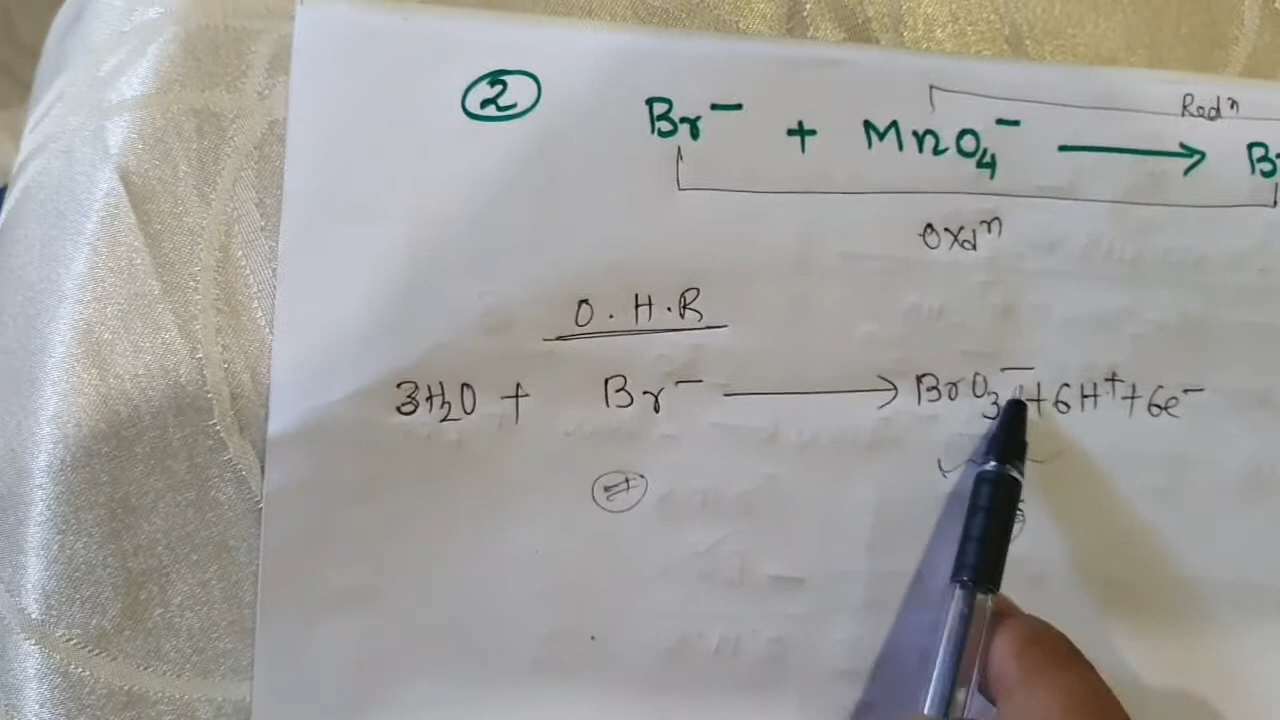 ② Br⁻ + MnO₄⁻ ⟶ B
Redⁿ
Oxdⁿ
O.H.R
3H₂O + Br⁻ ⟶ BrO₃⁻ + 6H⁺ + 6e⁻